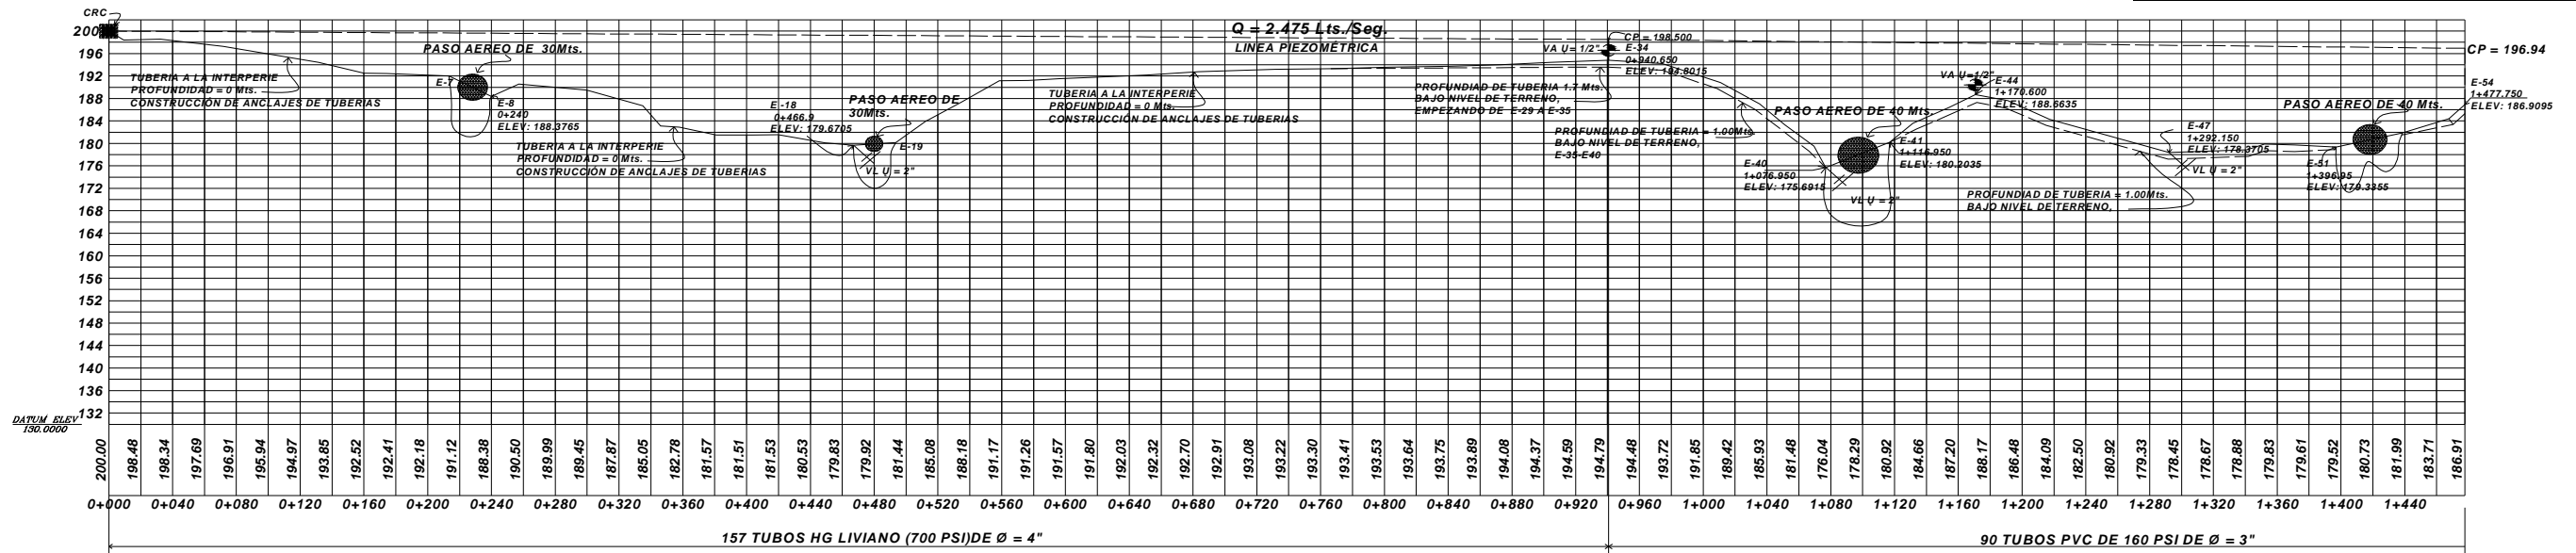 CRC
200
196
192
188
184
180
176
172
168
164
160
156
152
148
144
140
136
132
DATUM ELEV
130.0000
Q = 2.475 Lts./Seg.
LINEA PIEZOMÉTRICA
PASO AEREO DE 30Mts.
TUBERIA A LA INTERPERIE
PROFUNDIDAD = 0 Mts.
CONSTRUCCIÓN DE ANCLAJES DE TUBERIAS
E-7
E-8
0+240
ELEV: 188.3765
TUBERIA A LA INTERPERIE
PROFUNDIDAD = 0 Mts.
CONSTRUCCIÓN DE ANCLAJES DE TUBERIAS
E-18
0+466.9
ELEV: 179.6705
PASO AEREO DE
30Mts.
E-19
VL Ų = 2"
TUBERIA A LA INTERPERIE
PROFUNDIDAD = 0 Mts.
CONSTRUCCIÓN DE ANCLAJES DE TUBERIAS
VA Ų = 1/2"
CP = 198.500
E-34
0+940.650
ELEV: 194.8015
PROFUNDIAD DE TUBERIA 1.7 Mts.
BAJO NIVEL DE TERRENO,
EMPEZANDO DE E-29 A E-35
PROFUNDIAD DE TUBERIA = 1.00Mts.
BAJO NIVEL DE TERRENO,
E-35-E40
E-40
1+076.950
ELEV: 175.6915
PASO AEREO DE 40 Mts.
VL Ų = 2"
E-41
1+116.950
ELEV: 180.2035
VA Ų=1/2"
E-44
1+170.600
ELEV: 188.6635
PROFUNDIAD DE TUBERIA = 1.00Mts.
BAJO NIVEL DE TERRENO,
E-47
1+292.150
ELEV: 178.3705
VL Ų = 2"
PASO AEREO DE 40 Mts.
E-51
1+396.95
ELEV: 179.3355
CP = 196.94
E-54
1+477.750
ELEV: 186.9095
200.00 198.48 198.34 197.69 196.91 195.94 194.97 193.85 192.52 192.41 192.18 191.12 188.38 190.50 189.99 189.45 187.87 185.05 182.78 181.57 181.51 181.53 180.53 179.83 179.92 181.44 185.08 188.18 191.17 191.26 191.57 191.80 192.03 192.32 192.70 192.91 193.08 193.22 193.30 193.41 193.53 193.64 193.75 193.89 194.08 194.37 194.59 194.79 194.48 193.72 191.85 189.42 185.93 181.48 176.04 178.29 180.92 184.66 187.20 188.17 186.48 184.09 182.50 180.92 179.33 178.45 178.67 178.88 179.83 179.61 179.52 180.73 181.99 183.71 186.91
0+000 0+040 0+080 0+120 0+160 0+200 0+240 0+280 0+320 0+360 0+400 0+440 0+480 0+520 0+560 0+600 0+640 0+680 0+720 0+760 0+800 0+840 0+880 0+920 0+960 1+000 1+040 1+080 1+120 1+160 1+200 1+240 1+280 1+320 1+360 1+400 1+440
157 TUBOS HG LIVIANO (700 PSI)DE Ø = 4"
90 TUBOS PVC DE 160 PSI DE Ø = 3"